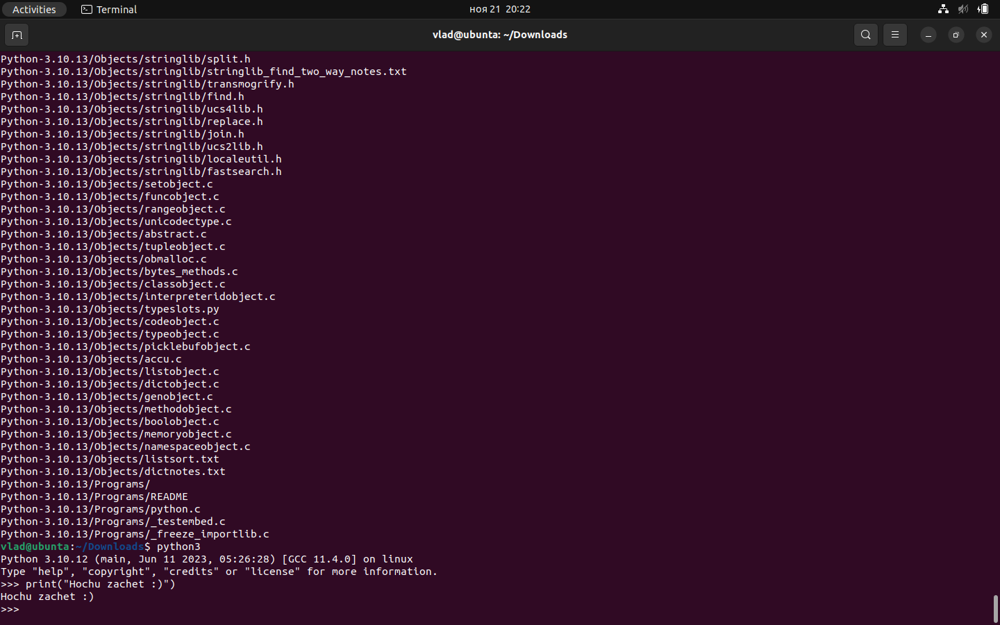 Activities
Terminal
ноя 21 20:22
vlad@ubunta: ~/Downloads
Python-3.10.13/Objects/stringlib/split.h
Python-3.10.13/Objects/stringlib/stringlib_find_two_way_notes.txt
Python-3.10.13/Objects/stringlib/transmogrify.h
Python-3.10.13/Objects/stringlib/find.h
Python-3.10.13/Objects/stringlib/ucs4lib.h
Python-3.10.13/Objects/stringlib/replace.h
Python-3.10.13/Objects/stringlib/join.h
Python-3.10.13/Objects/stringlib/ucs2lib.h
Python-3.10.13/Objects/stringlib/localeutil.h
Python-3.10.13/Objects/stringlib/fastsearch.h
Python-3.10.13/Objects/setobject.c
Python-3.10.13/Objects/funcobject.c
Python-3.10.13/Objects/rangeobject.c
Python-3.10.13/Objects/unicodectype.c
Python-3.10.13/Objects/abstract.c
Python-3.10.13/Objects/tupleobject.c
Python-3.10.13/Objects/obmalloc.c
Python-3.10.13/Objects/bytes_methods.c
Python-3.10.13/Objects/classobject.c
Python-3.10.13/Objects/interpreteridobject.c
Python-3.10.13/Objects/typeslots.py
Python-3.10.13/Objects/codeobject.c
Python-3.10.13/Objects/typeobject.c
Python-3.10.13/Objects/picklebufobject.c
Python-3.10.13/Objects/accu.c
Python-3.10.13/Objects/listobject.c
Python-3.10.13/Objects/dictobject.c
Python-3.10.13/Objects/genobject.c
Python-3.10.13/Objects/methodobject.c
Python-3.10.13/Objects/boolobject.c
Python-3.10.13/Objects/memoryobject.c
Python-3.10.13/Objects/namespaceobject.c
Python-3.10.13/Objects/listsort.txt
Python-3.10.13/Objects/dictnotes.txt
Python-3.10.13/Programs/
Python-3.10.13/Programs/README
Python-3.10.13/Programs/python.c
Python-3.10.13/Programs/_testembed.c
Python-3.10.13/Programs/_freeze_importlib.c
vlad@ubunta:~/Downloads$ python3
Python 3.10.12 (main, Jun 11 2023, 05:26:28) [GCC 11.4.0] on linux
Type "help", "copyright", "credits" or "license" for more information.
>>> print("Hochu zachet :)")
Hochu zachet :)
>>>